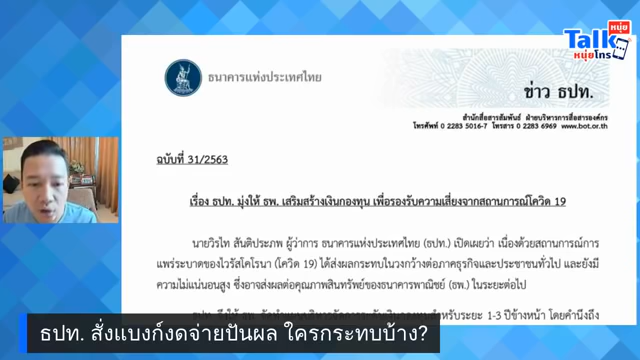 หนุ่ย
Talk
หนุ่ยโทร
ธนาคารแห่งประเทศไทย
ข่าว ธปท.
สำนักสื่อสารสัมพันธ์ ฝ่ายบริหารการสื่อสารองค์กร
โทรศัพท์ 0 2283 5016-7 โทรสาร 0 2283 6969 www.bot.or.th
ฉบับที่ 31/2563
เรื่อง ธปท. มุ่งให้ ธพ. เสริมสร้างเงินกองทุน เพื่อรองรับความเสี่ยงจากสถานการณ์โควิด 19
นายวิรไท สันติประภพ ผู้ว่าการ ธนาคารแห่งประเทศไทย (ธปท.) เปิดเผยว่า เนื่องด้วยสถานการณ์การ
แพร่ระบาดของไวรัสโคโรนา (โควิด 19) ได้ส่งผลกระทบในวงกว้างต่อภาคธุรกิจและประชาชนทั่วไป และยังมี
ความไม่แน่นอนสูง ซึ่งอาจส่งผลต่อคุณภาพสินทรัพย์ของธนาคารพาณิชย์ (ธพ.) ในระยะต่อไป
สำหรับระยะ 1-3 ปีข้างหน้า โดยคำนึงถึง
ธปท. สั่งแบงก์งดจ่ายปันผล ใครกระทบบ้าง?